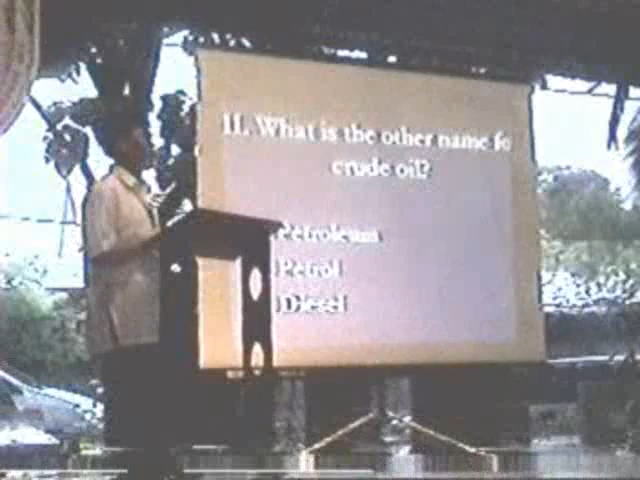 11. What is the other name fo
crude oil?
Petroleum
Petrol
Diesel